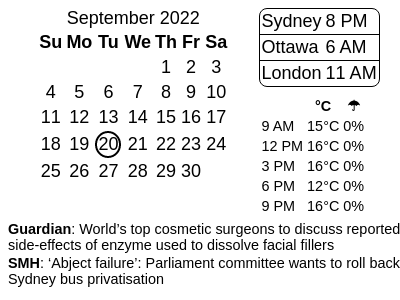 September 2022
Su Mo Tu We Th Fr Sa
1 2 3
4 5 6 7 8 9 10
11 12 13 14 15 16 17
18 19 20 21 22 23 24
25 26 27 28 29 30
Sydney 8 PM
Ottawa 6 AM
London 11 AM
°C ☂
9 AM 15°C 0%
12 PM 16°C 0%
3 PM 16°C 0%
6 PM 12°C 0%
9 PM 16°C 0%
Guardian: World’s top cosmetic surgeons to discuss reported
side-effects of enzyme used to dissolve facial fillers
SMH: ‘Abject failure’: Parliament committee wants to roll back
Sydney bus privatisation